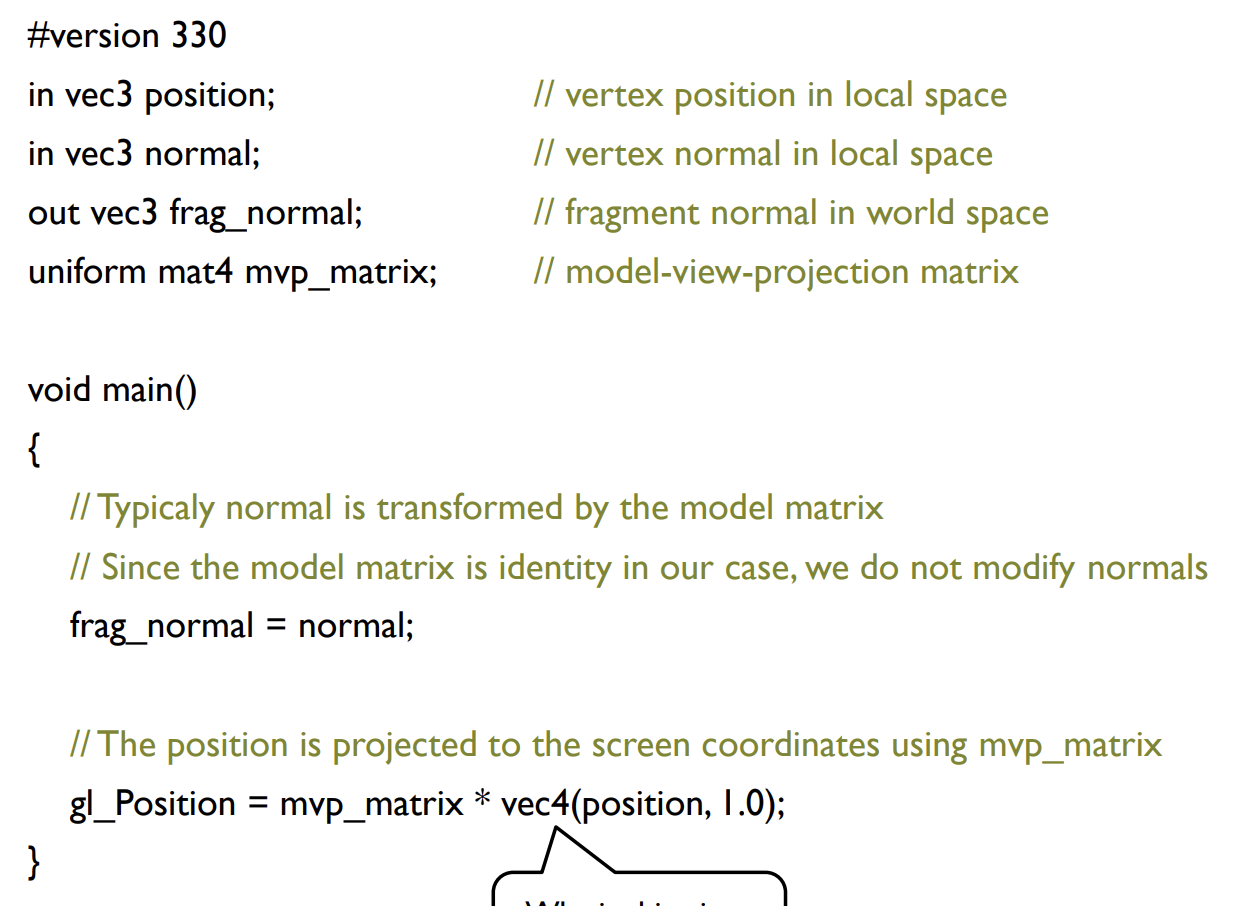 #version 330
in vec3 position; // vertex position in local space
in vec3 normal; // vertex normal in local space
out vec3 frag_normal; // fragment normal in world space
uniform mat4 mvp_matrix; // model-view-projection matrix
void main()
{
// Typicaly normal is transformed by the model matrix
// Since the model matrix is identity in our case, we do not modify normals
frag_normal = normal;
// The position is projected to the screen coordinates using mvp_matrix
gl_Position = mvp_matrix * vec4(position, 1.0);
}